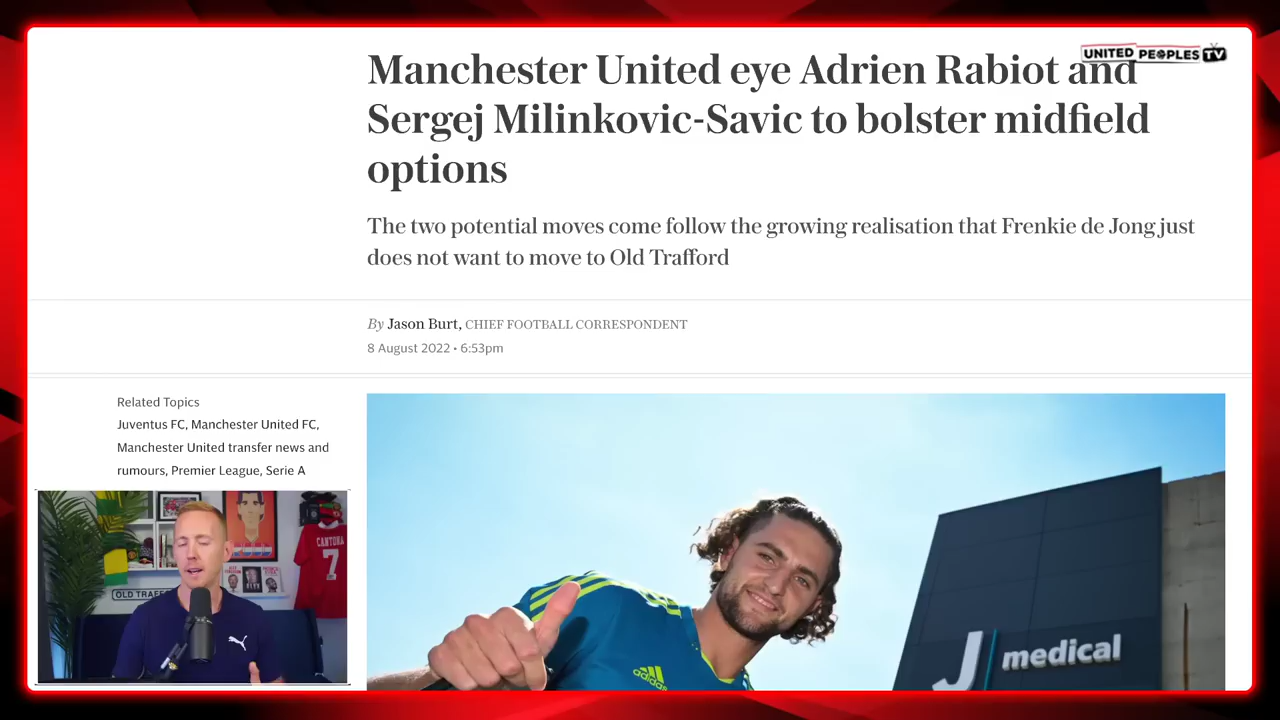 UNITED PEOPLES TV
Manchester United eye Adrien Rabiot and
Sergej Milinkovic-Savic to bolster midfield
options
The two potential moves come follow the growing realisation that Frenkie de Jong just
does not want to move to Old Trafford
By Jason Burt, CHIEF FOOTBALL CORRESPONDENT
8 August 2022 • 6:53pm
Related Topics
Juventus FC, Manchester United FC,
Manchester United transfer news and
rumours, Premier League, Serie A
CANTONA
7
OLD TRAFF
adidas
J medical